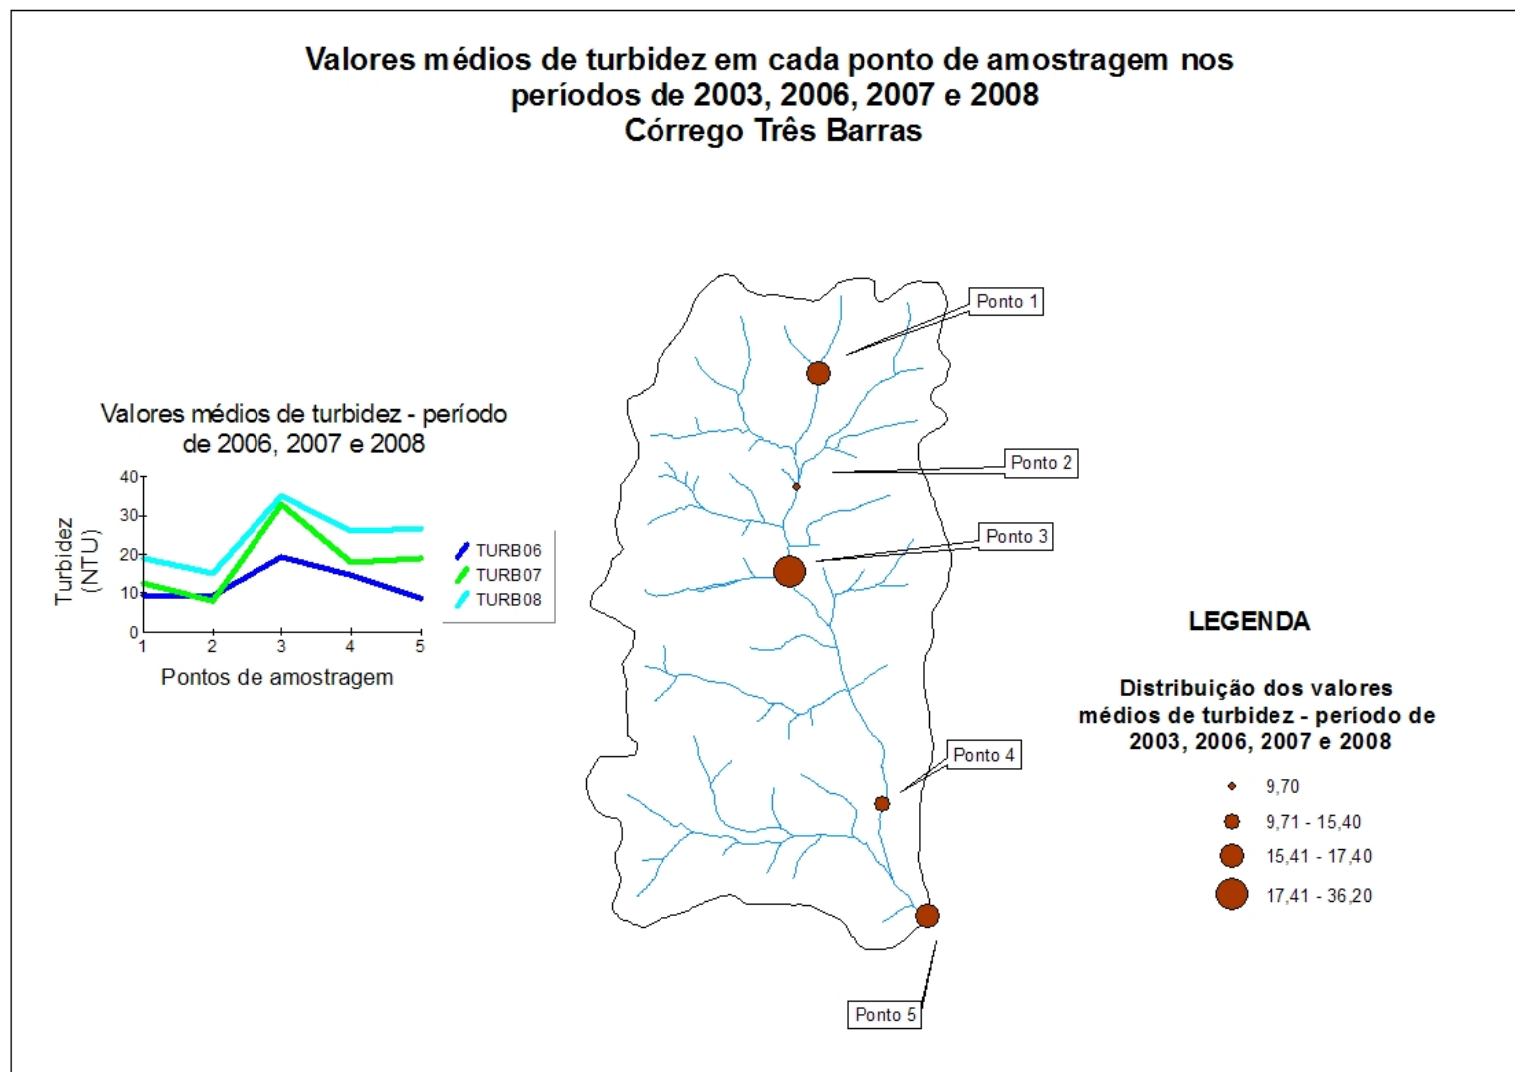 Valores médios de turbidez em cada ponto de amostragem nos
períodos de 2003, 2006, 2007 e 2008
Córrego Três Barras
Valores médios de turbidez - período
de 2006, 2007 e 2008
Turbidez
(NTU)
40
30
20
10
0
1 2 3 4 5
Pontos de amostragem
TURB06
TURB07
TURB08
Ponto 1
Ponto 2
Ponto 3
Ponto 4
Ponto 5
LEGENDA
Distribuição dos valores
médios de turbidez - período de
2003, 2006, 2007 e 2008
9,70
9,71 - 15,40
15,41 - 17,40
17,41 - 36,20